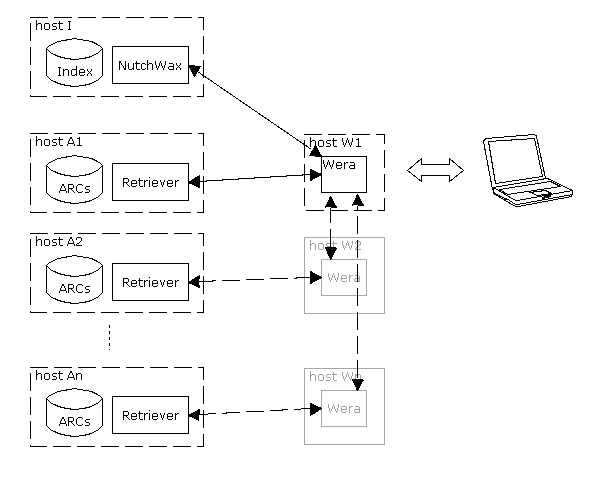 host I
Index
NutchWax
host A1
ARCs
Retriever
host W1
Wera
host A2
ARCs
Retriever
host W2
Wera
host An
ARCs
Retriever
host Wn
Wera